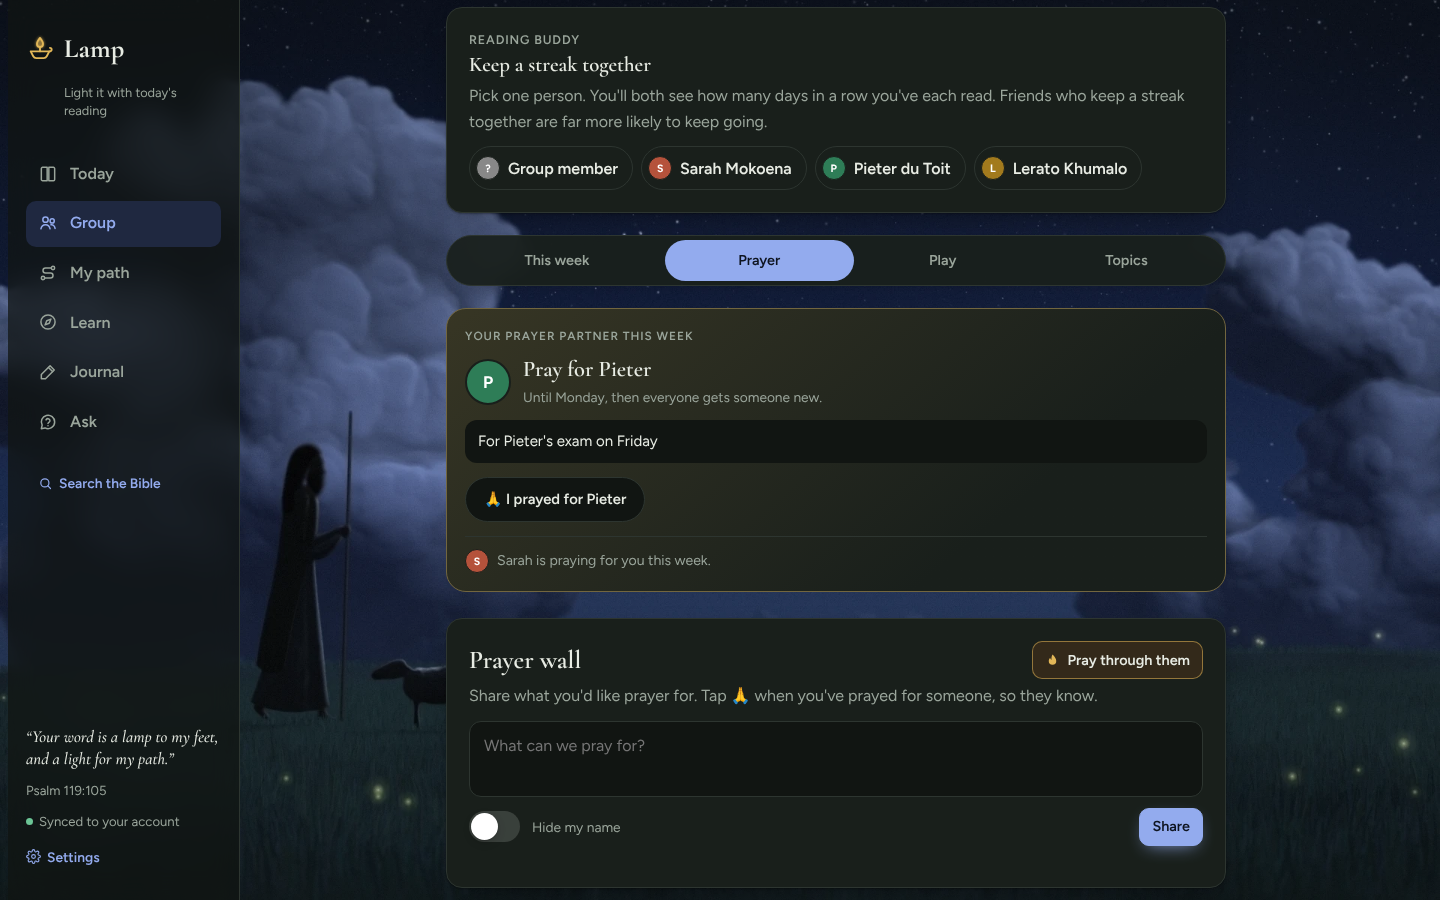 Lamp
Light it with today's
reading
Today
Group
My path
Learn
Journal
Ask
Search the Bible
“Your word is a lamp to my feet,
and a light for my path.”
Psalm 119:105
Synced to your account
Settings
READING BUDDY
Keep a streak together
Pick one person. You'll both see how many days in a row you've each read. Friends who keep a streak
together are far more likely to keep going.
? Group member
S Sarah Mokoena
P Pieter du Toit
L Lerato Khumalo
This week
Prayer
Play
Topics
YOUR PRAYER PARTNER THIS WEEK
P
Pray for Pieter
Until Monday, then everyone gets someone new.
For Pieter's exam on Friday
🙏 I prayed for Pieter
S Sarah is praying for you this week.
Prayer wall
Pray through them
Share what you'd like prayer for. Tap 🙏 when you've prayed for someone, so they know.
What can we pray for?
Hide my name
Share